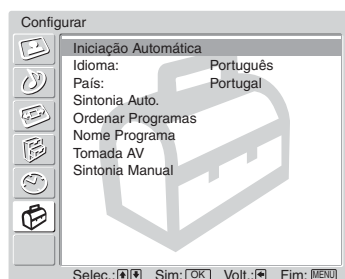 Configurar
Iniciação Automática
Idioma: Português
País: Portugal
Sintonia Auto.
Ordenar Programas
Nome Programa
Tomada AV
Sintonia Manual
Selec.: Sim: OK Volt.: Fim: MENU